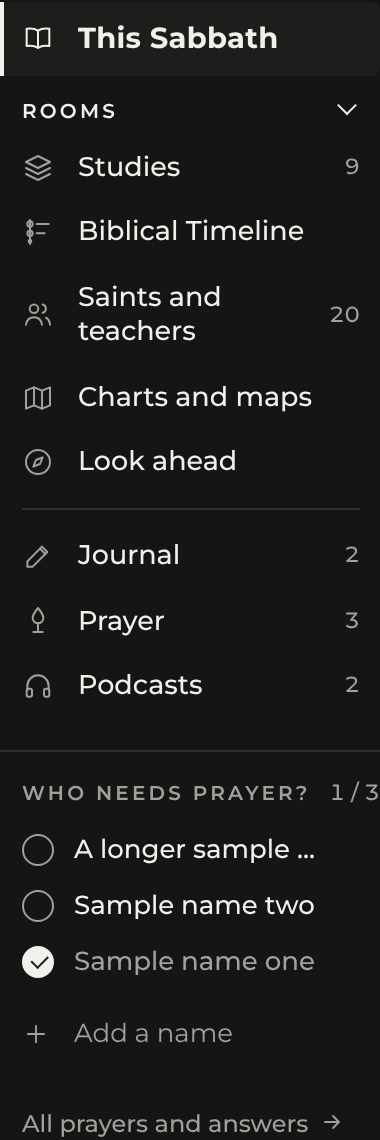 This Sabbath
ROOMS
Studies 9
Biblical Timeline
Saints and
teachers 20
Charts and maps
Look ahead
Journal 2
Prayer 3
Podcasts 2
WHO NEEDS PRAYER? 1 / 3
A longer sample ...
Sample name two
Sample name one
Add a name
All prayers and answers →